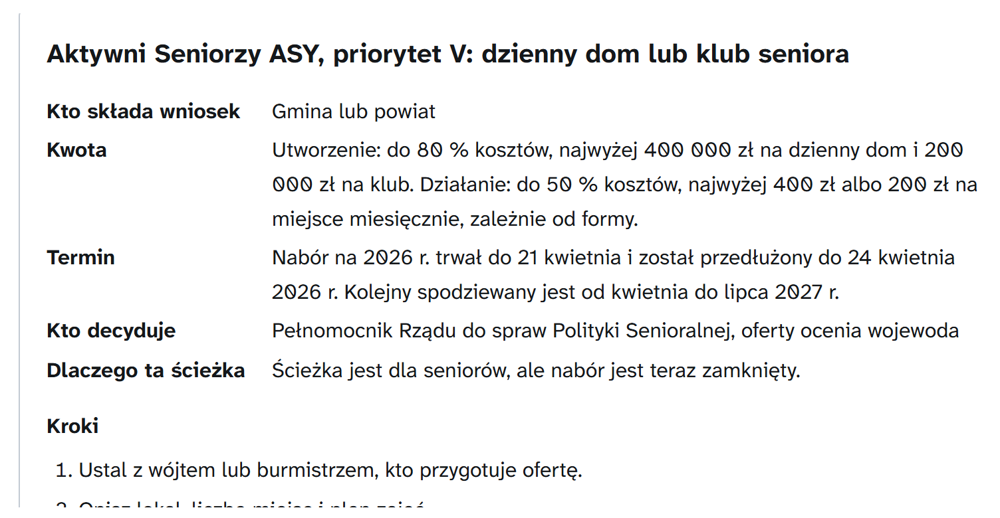 Aktywni Seniorzy ASY, priorytet V: dzienny dom lub klub seniora
Kto składa wniosek Gmina lub powiat
Kwota Utworzenie: do 80 % kosztów, najwyżej 400 000 zł na dzienny dom i 200
000 zł na klub. Działanie: do 50 % kosztów, najwyżej 400 zł albo 200 zł na
miejsce miesięcznie, zależnie od formy.
Termin Nabór na 2026 r. trwał do 21 kwietnia i został przedłużony do 24 kwietnia
2026 r. Kolejny spodziewany jest od kwietnia do lipca 2027 r.
Kto decyduje Pełnomocnik Rządu do spraw Polityki Senioralnej, oferty ocenia wojewoda
Dlaczego ta ścieżka Ścieżka jest dla seniorów, ale nabór jest teraz zamknięty.
Kroki
1. Ustal z wójtem lub burmistrzem, kto przygotuje ofertę.
2. Opisz lokal, liczbę miejsc i plan zajęć.